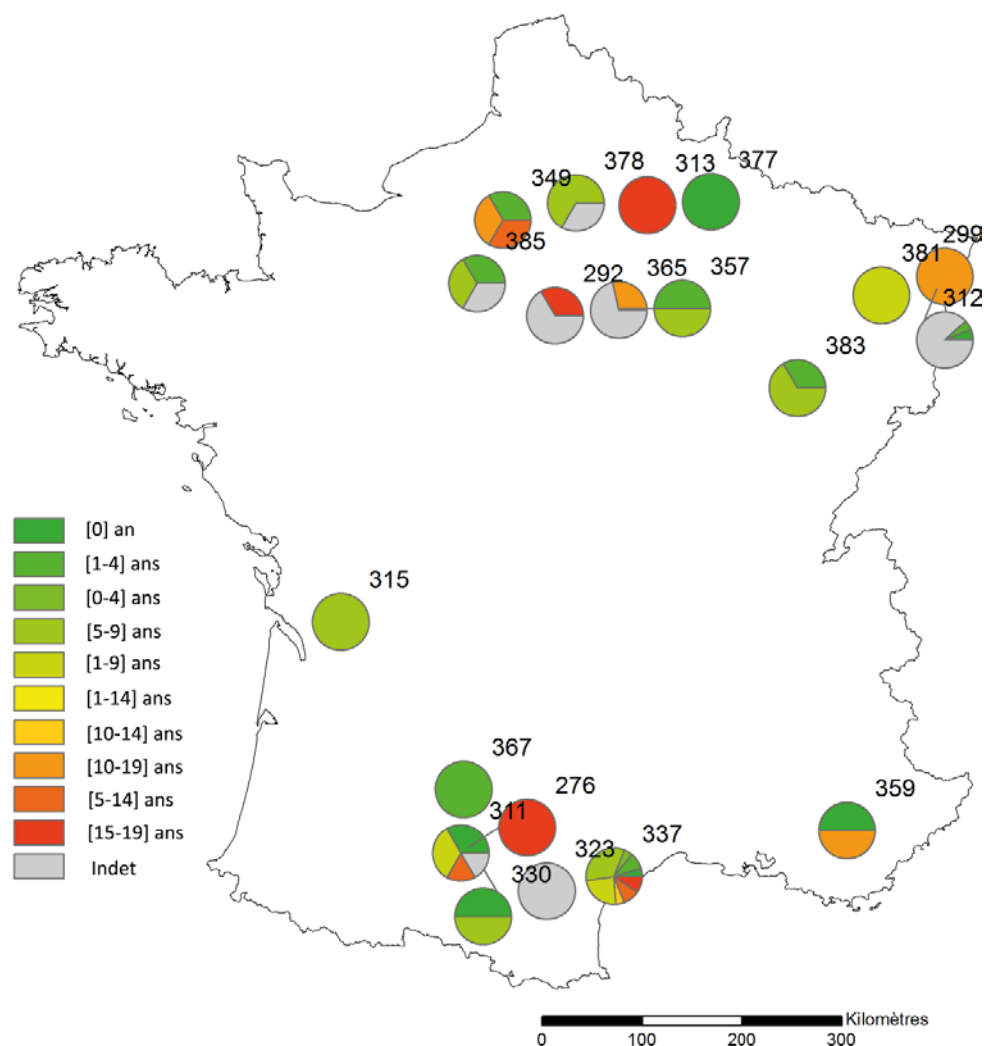 377
313
378
349
385
299
381
292
365
357
312
383
[0] an
[1-4] ans
[0-4] ans
[5-9] ans
[1-9] ans
[1-14] ans
[10-14] ans
[10-19] ans
[5-14] ans
[15-19] ans
Indet
315
367
276
359
311
337
323
330
Kilomètres
0 100 200 300